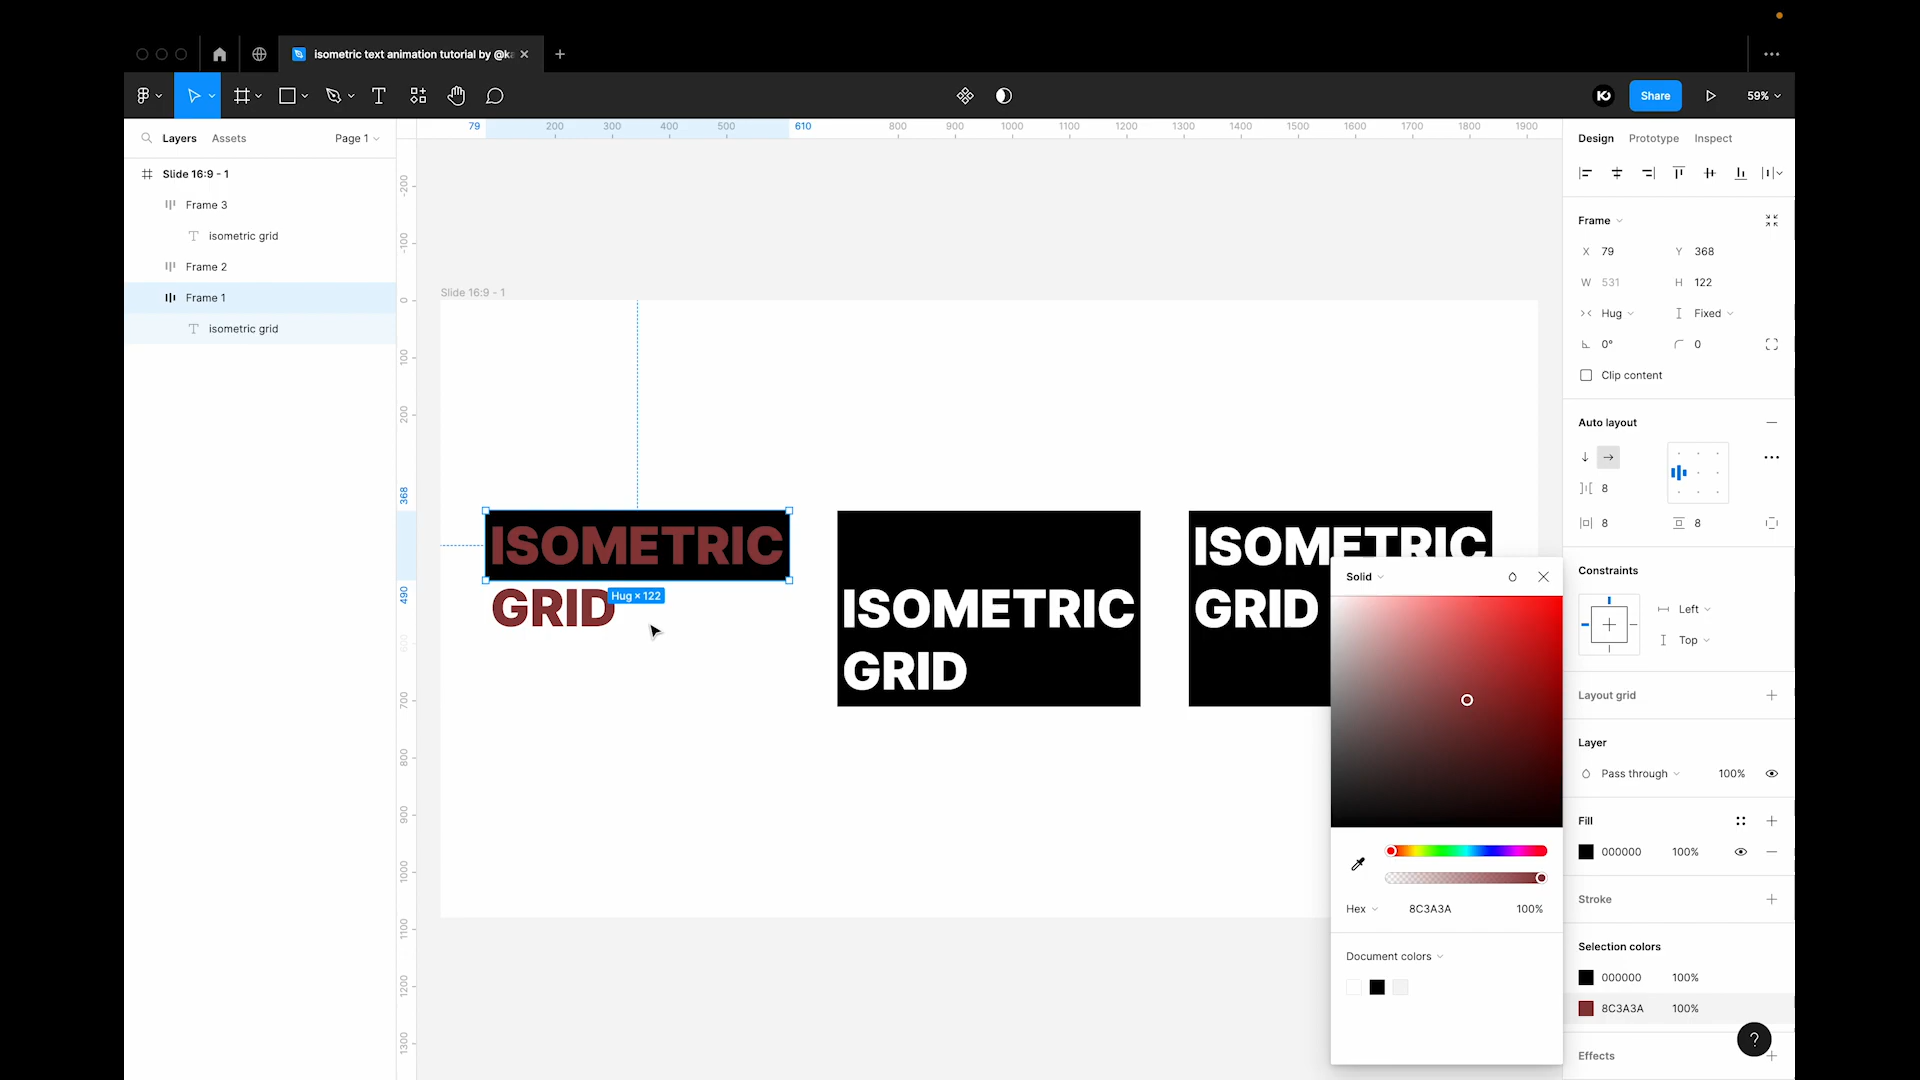 isometric text animation tutorial by @k
Share
59%
Layers
Assets
Page 1
Slide 16:9 - 1
Frame 3
isometric grid
Frame 2
Frame 1
isometric grid
79
200
300
400
500
610
800
900
1000
1100
1200
1300
1400
1500
1600
1700
1800
1900
-200
-100
0
100
200
368
490
600
700
800
900
1000
1100
1200
1300
Slide 16:9 - 1
ISOMETRIC
GRID
Hug × 122
ISOMETRIC
GRID
ISOMETRIC
GRID
Solid
Hex
8C3A3A
100%
Document colors
Design
Prototype
Inspect
Frame
X 79
Y 368
W 531
H 122
Hug
Fixed
0°
0
Clip content
Auto layout
8
8
8
Constraints
Left
Top
Layout grid
Layer
Pass through
100%
Fill
000000
100%
Stroke
Selection colors
000000
100%
8C3A3A
100%
Effects
?